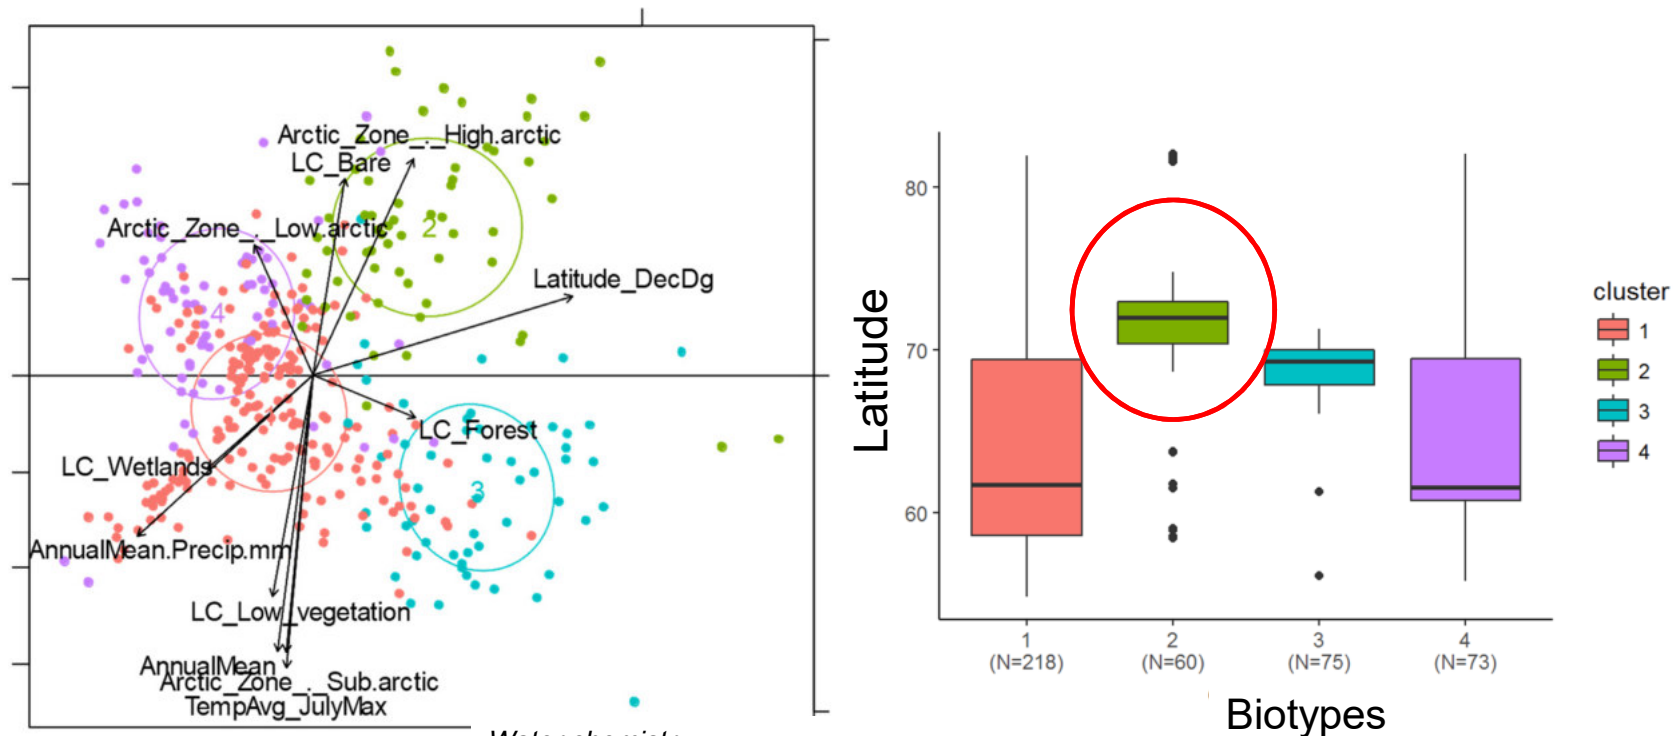 Arctic_Zone_._High.arctic
LC_Bare
Arctic_Zone_._Low.arctic
2
Latitude_DecDg
4
LC_Forest
LC_Wetlands
3
AnnualMean.Precip.mm
LC_Low_vegetation
AnnualMean
Arctic_Zone_._Sub.arctic
TempAvg_JulyMax
Latitude
80
70
60
1
2
3
4
(N=218)
(N=60)
(N=75)
(N=73)
Biotypes
cluster
1
2
3
4